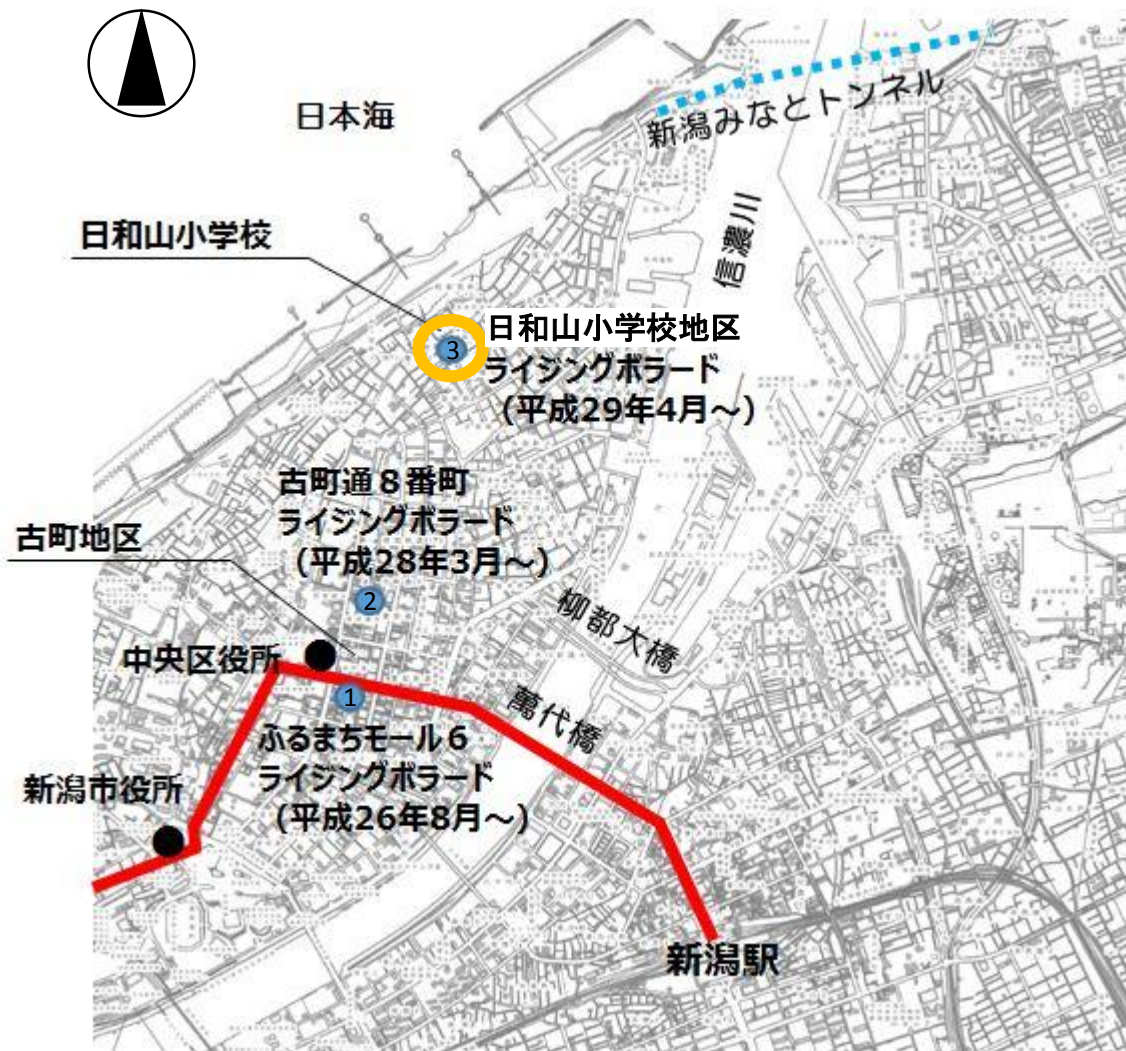 日本海
新潟みなとトンネル
信濃川
日和山小学校
3
日和山小学校地区
ライジングボラード
(平成29年4月～)
古町通８番町
ライジングボラード
(平成28年3月～)
古町地区
2
柳都大橋
中央区役所
1
萬代橋
ふるまちモール６
ライジングボラード
(平成26年8月～)
新潟市役所
新潟駅